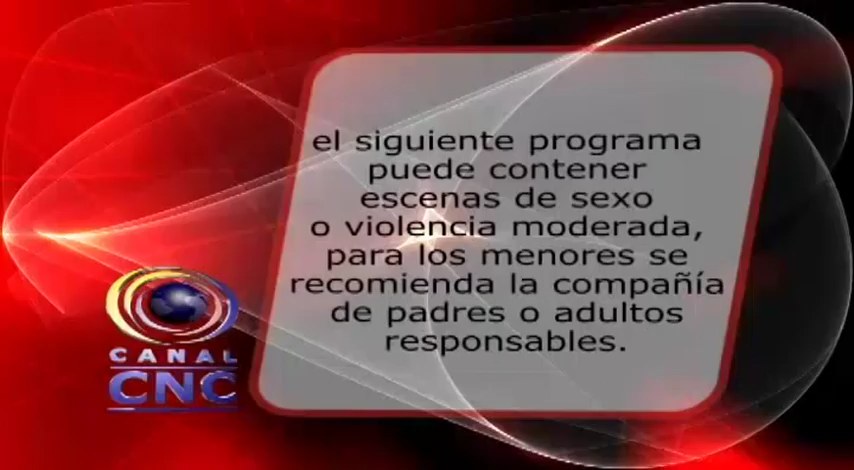 el siguiente programa
puede contener
escenas de sexo
o violencia moderada,
para los menores se
recomienda la compañía
de padres o adultos
responsables.
CANAL
CNC